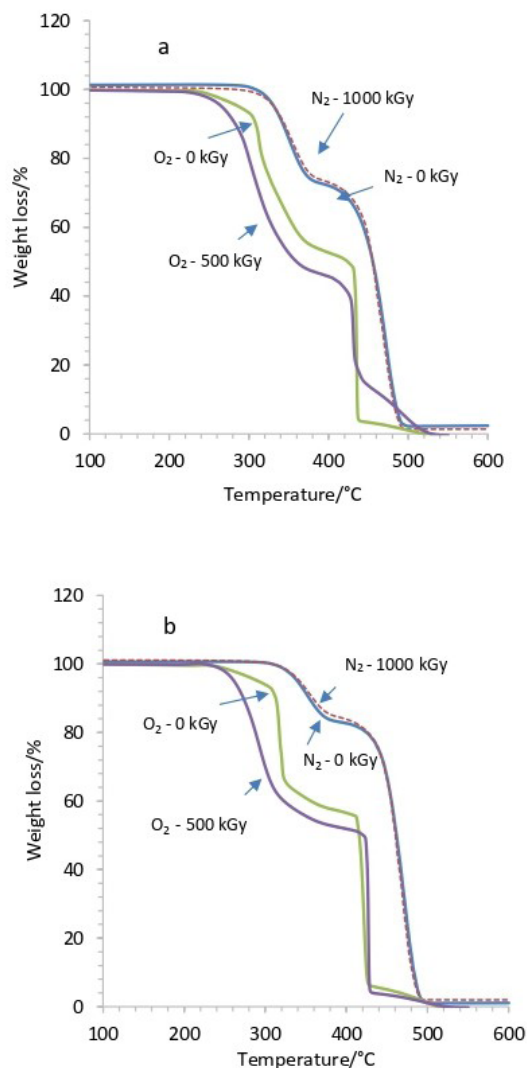 120
a
100
N₂ - 1000 kGy
O₂ - 0 kGy
80
N₂ - 0 kGy
60
O₂ - 500 kGy
40
20
0
Weight loss/%
100 200 300 400 500 600
Temperature/°C
120
b
100
N₂ - 1000 kGy
O₂ - 0 kGy
80
N₂ - 0 kGy
60
O₂ - 500 kGy
40
20
0
Weight loss/%
100 200 300 400 500 600
Temperature/°C